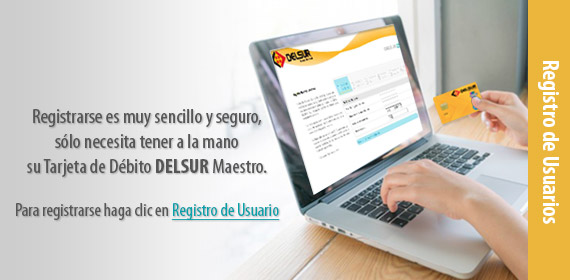 Registrarse es muy sencillo y seguro,
sólo necesita tener a la mano
su Tarjeta de Débito DELSUR Maestro.
Para registrarse haga clic en Registro de Usuario
DELSUR
Registro de Usuarios